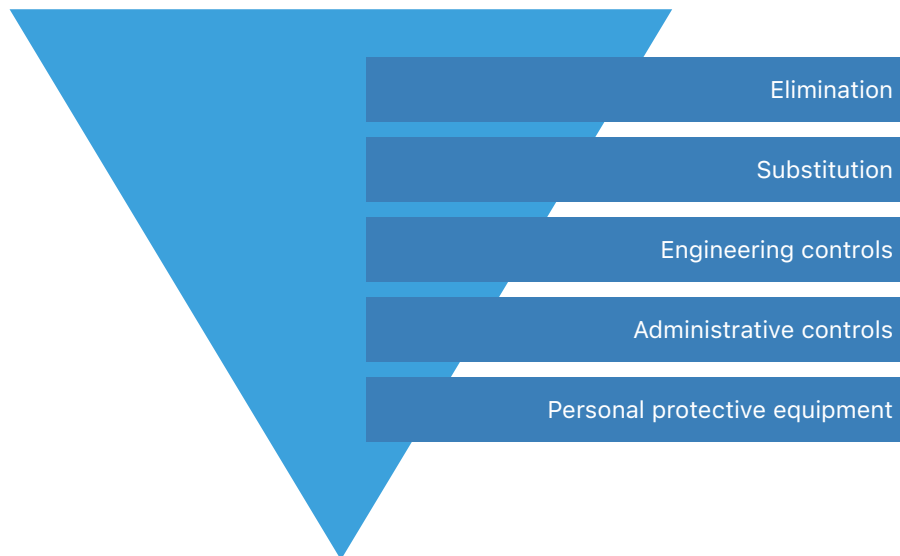 Elimination
Substitution
Engineering controls
Administrative controls
Personal protective equipment